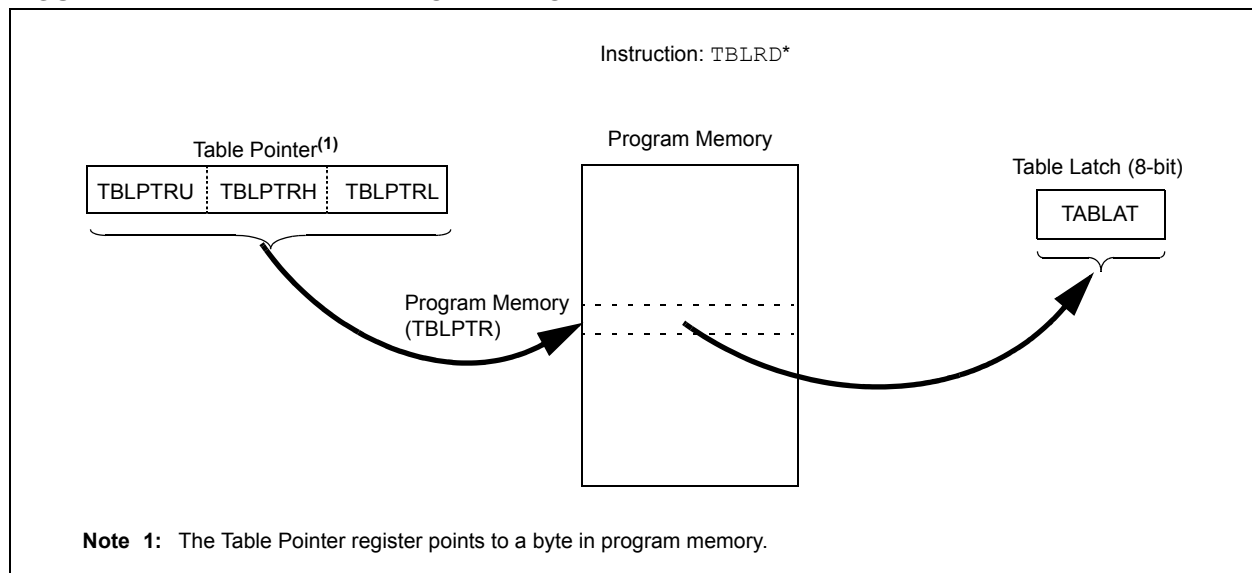 Instruction: TBLRD*
Table Pointer(1)
Program Memory
Table Latch (8-bit)
TBLPTRU TBLPTRH TBLPTRL
TABLAT
Program Memory
(TBLPTR)
Note 1: The Table Pointer register points to a byte in program memory.